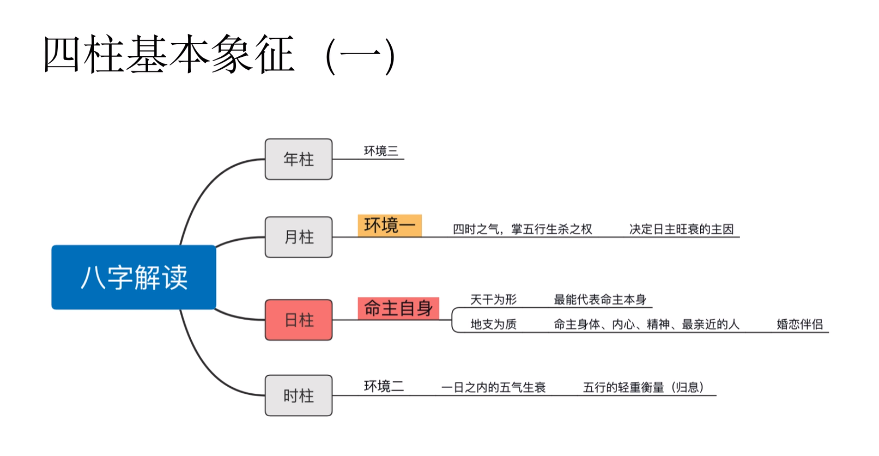 四柱基本象征（一）
八字解读
年柱
环境三
月柱
环境一
四时之气，掌五行生杀之权
决定日主旺衰的主因
日柱
命主自身
天干为形
最能代表命主本身
地支为质
命主身体、内心、精神、最亲近的人
婚恋伴侣
时柱
环境二
一日之内的五气生衰
五行的轻重衡量（归息）